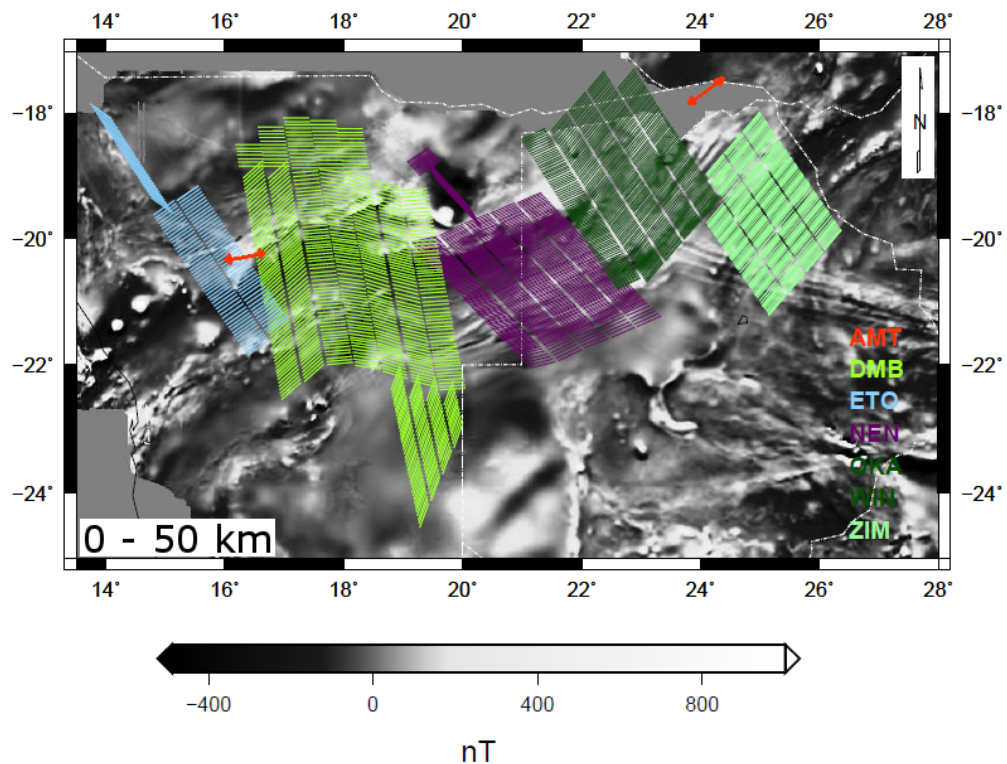 14˚ 16˚ 18˚ 20˚ 22˚ 24˚ 26˚ 28˚
−18˚ −18˚
N
−20˚ −20˚
AMT
−22˚ −22˚
DMB
ETO
NEN
OKA
−24˚ −24˚
WIN
ZIM
0 - 50 km
14˚ 16˚ 18˚ 20˚ 22˚ 24˚ 26˚ 28˚
−400 0 400 800
nT